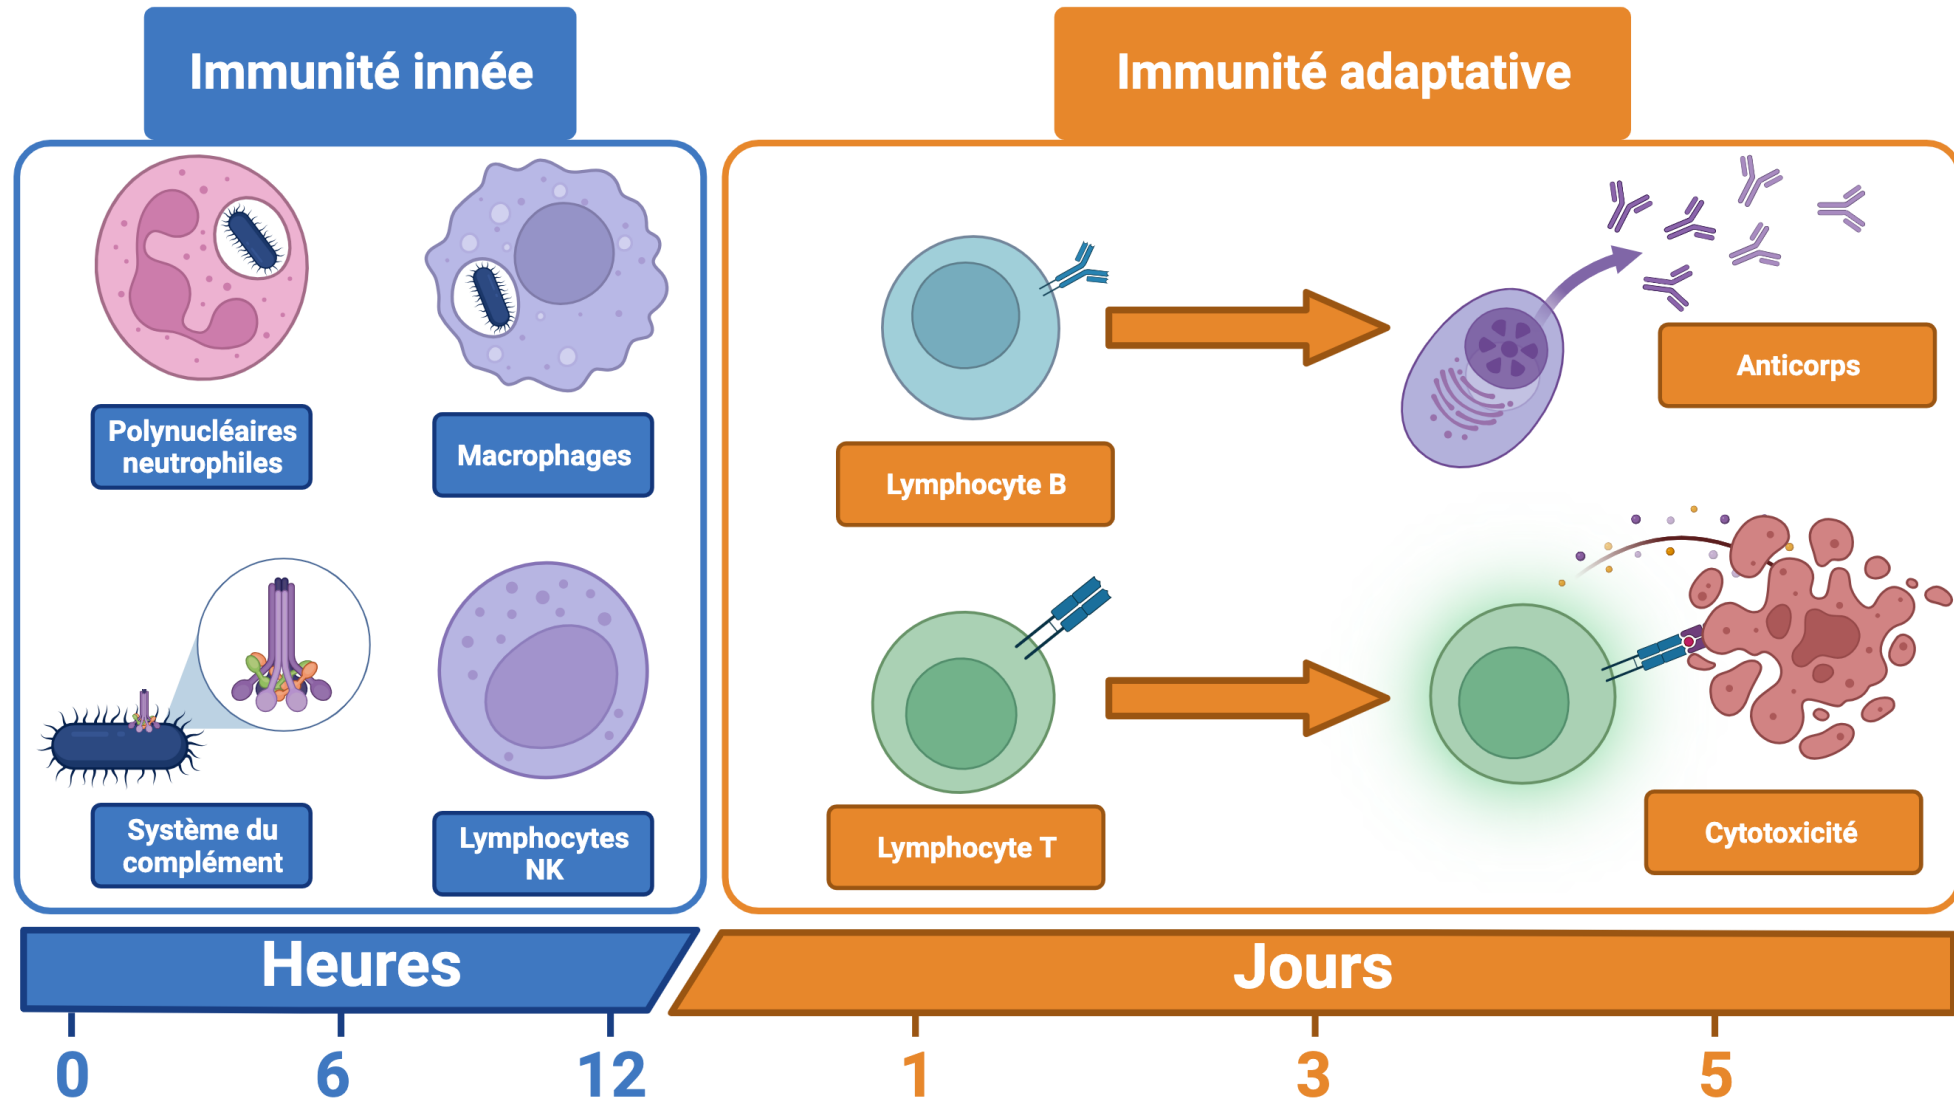 Immunité innée
Immunité adaptative
Polynucléaires
neutrophiles
Macrophages
Système du
complément
Lymphocytes
NK
Lymphocyte B
Anticorps
Lymphocyte T
Cytotoxicité
Heures
Jours
0 6 12
1 3 5